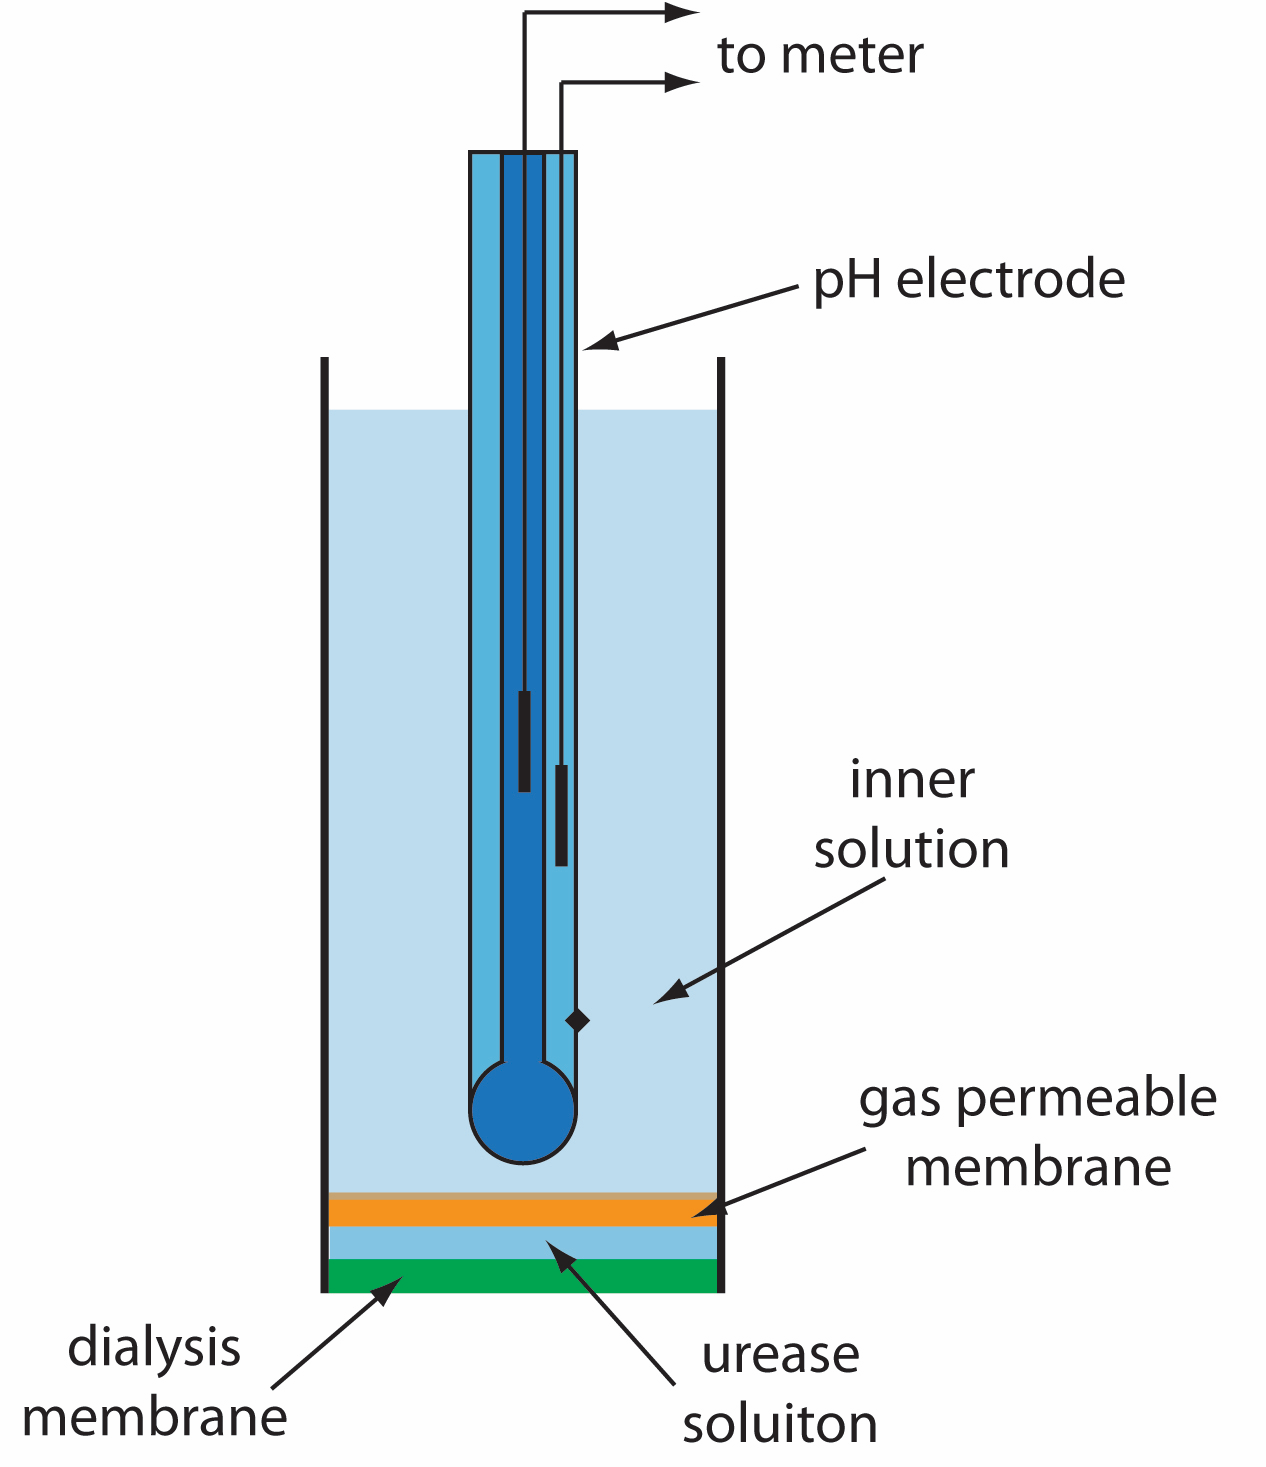 to meter
pH electrode
inner
solution
gas permeable
membrane
dialysis
membrane
urease
soluiton